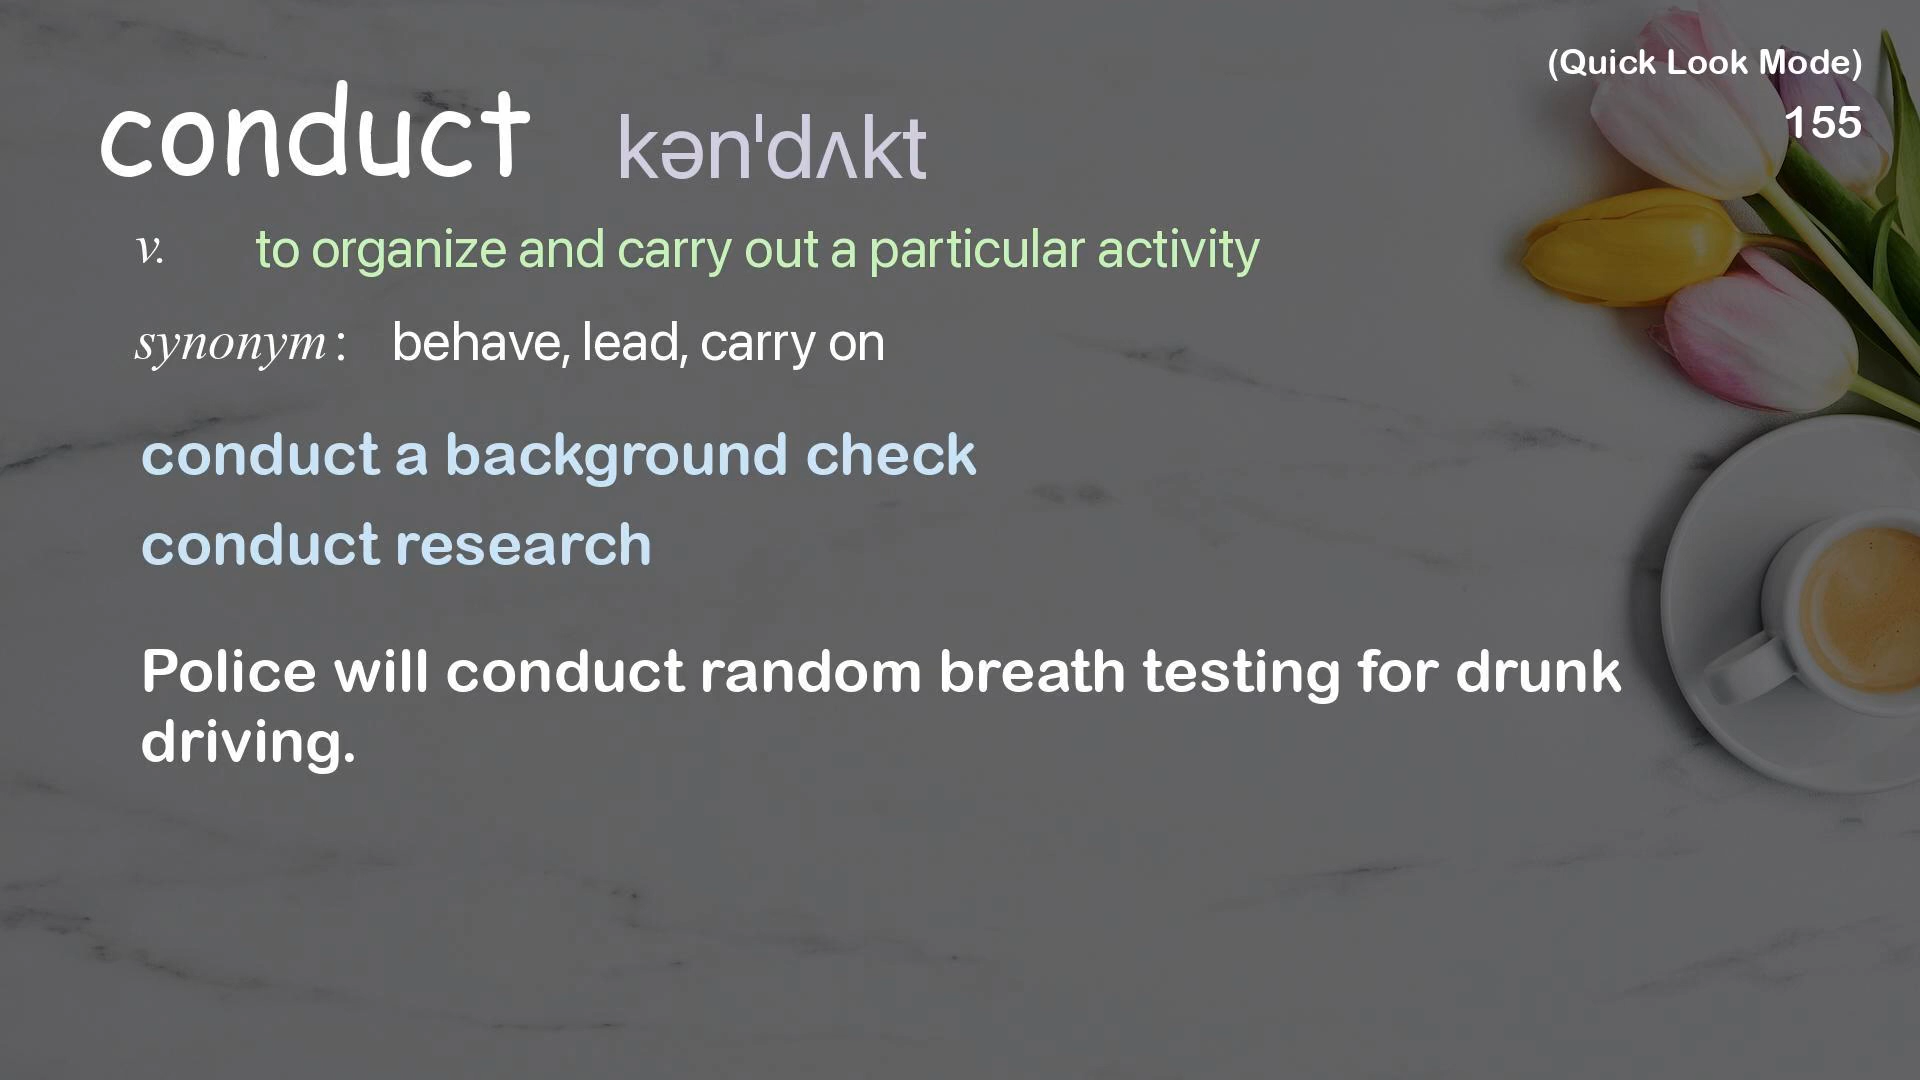 (Quick Look Mode)
155
conduct kən'dʌkt
v. to organize and carry out a particular activity
synonym : behave, lead, carry on
conduct a background check
conduct research
Police will conduct random breath testing for drunk
driving.